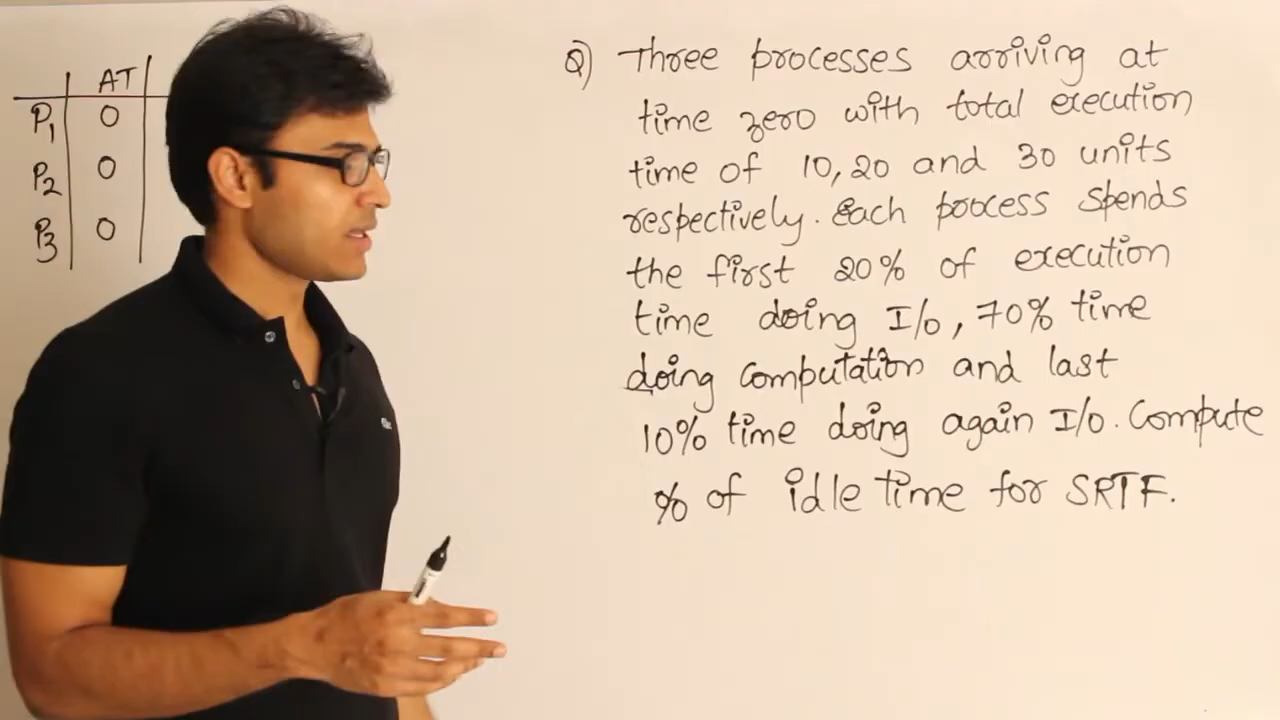 AT
P1 0
P2 0
P3 0
Q) Three processes arriving at
time zero with total execution
time of 10, 20 and 30 units
respectively. Each process spends
the first 20% of execution
time doing I/O, 70% time
doing computation and last
10% time doing again I/O. Compute
% of idle time for SRTF.